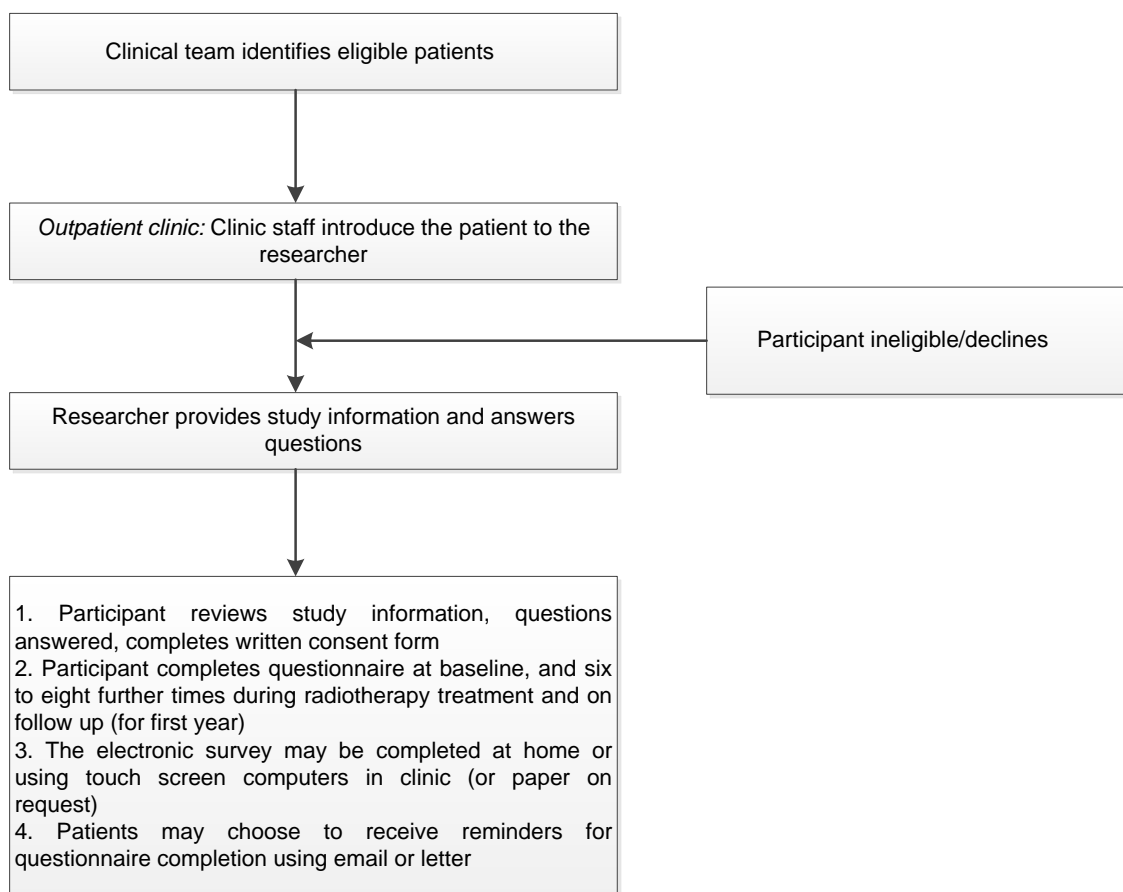 Clinical team identifies eligible patients
Outpatient clinic: Clinic staff introduce the patient to the
researcher
Participant ineligible/declines
Researcher provides study information and answers
questions
1. Participant reviews study information, questions
answered, completes written consent form
2. Participant completes questionnaire at baseline, and six
to eight further times during radiotherapy treatment and on
follow up (for first year)
3. The electronic survey may be completed at home or
using touch screen computers in clinic (or paper on
request)
4. Patients may choose to receive reminders for
questionnaire completion using email or letter